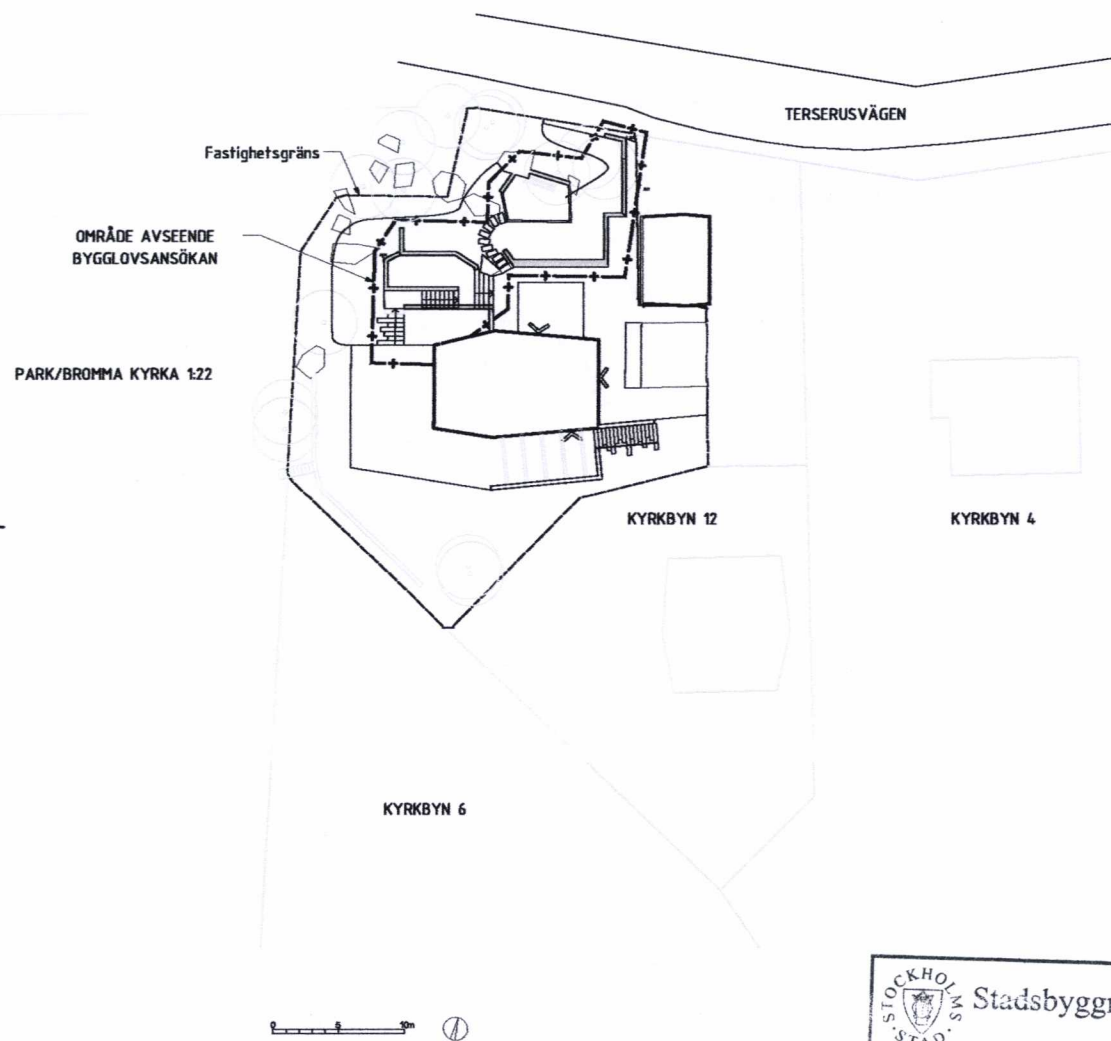 TERSERUSVÄGEN
Fastighetsgräns
OMRÅDE AVSEENDE
BYGGLOVSANSÖKAN
PARK/BROMMA KYRKA 1:22
KYRKBYN 12
KYRKBYN 4
KYRKBYN 6
0 5 10m
STOCKHOLMS STAD